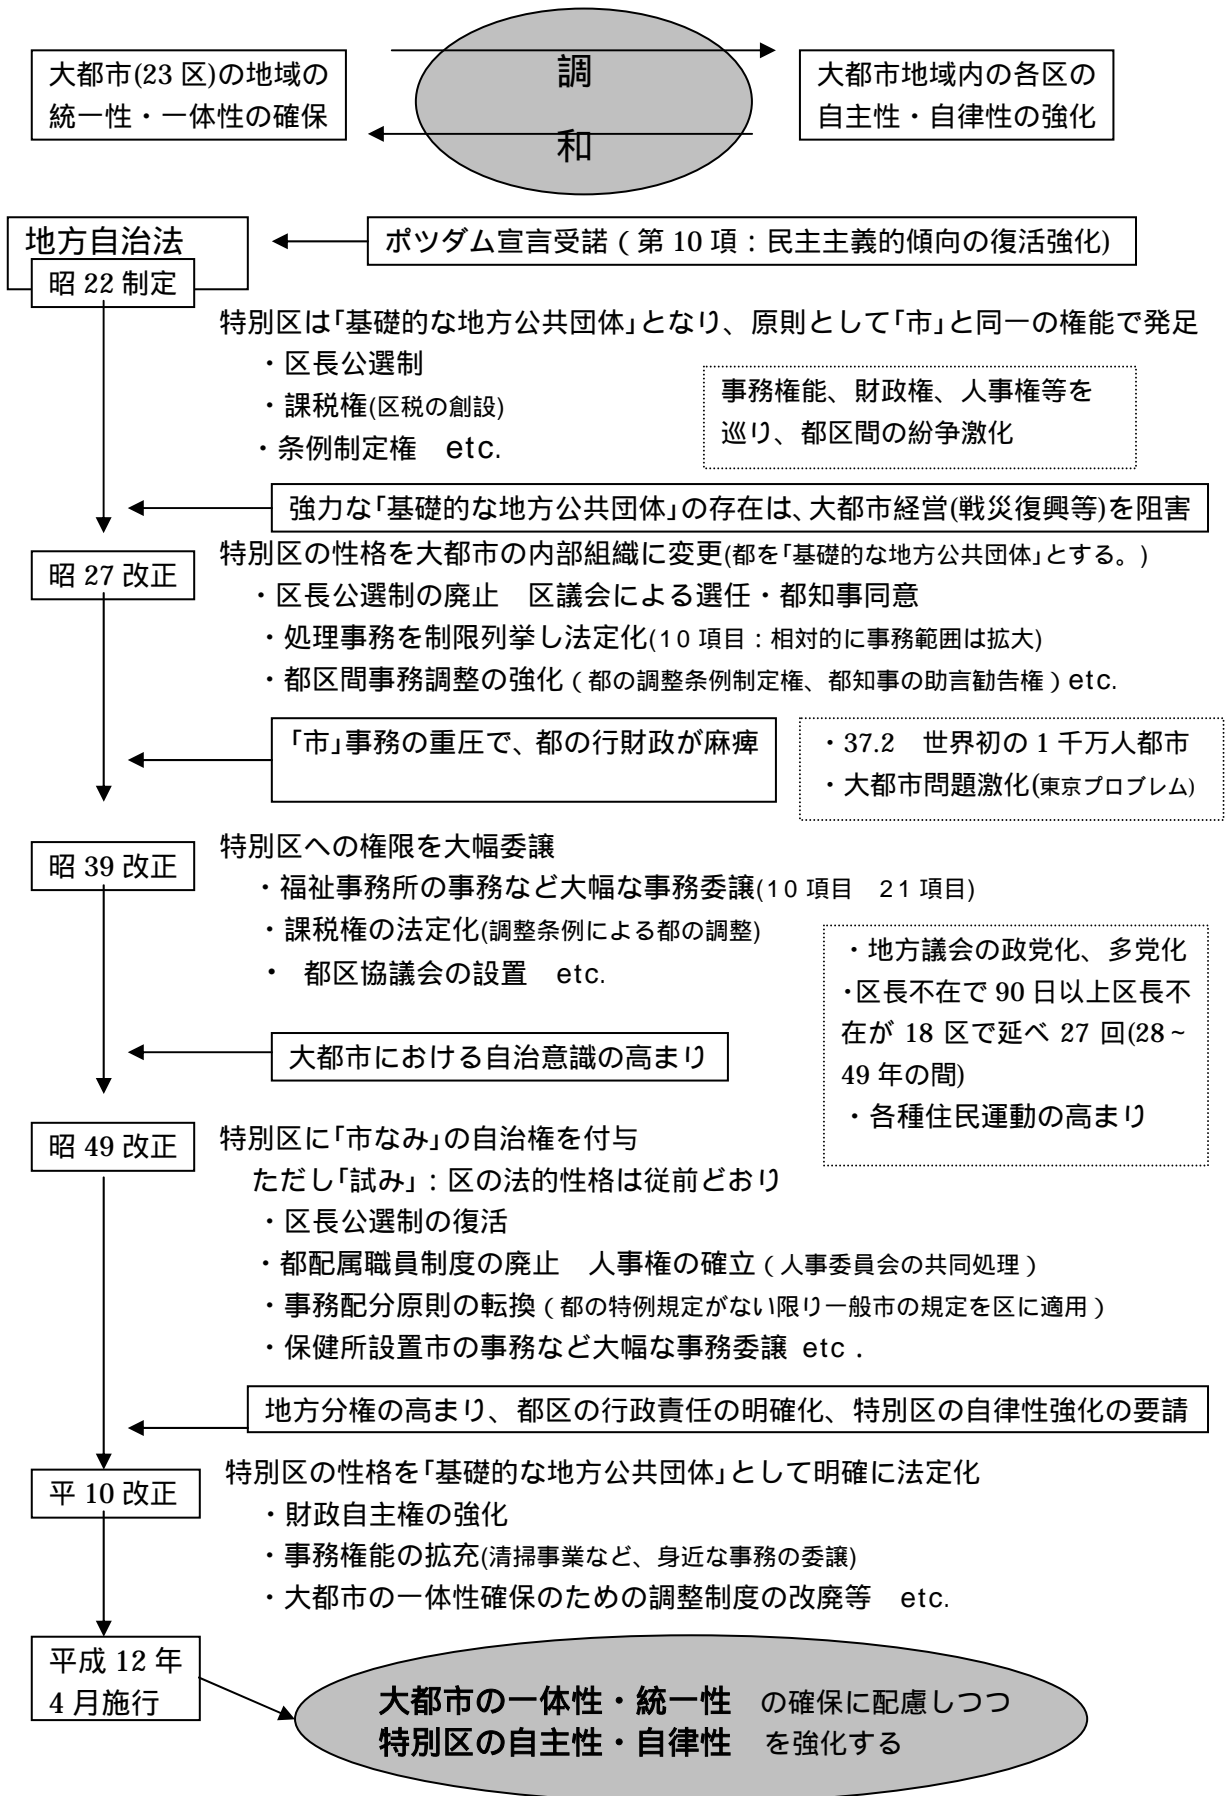 大都市(23 区)の地域の
統一性・一体性の確保
調
和
大都市地域内の各区の
自主性・自律性の強化
地方自治法
昭 22 制定
ポツダム宣言受諾 ( 第 10 項 : 民主主義的傾向の復活強化)
特別区は「基礎的な地方公共団体」となり、原則として「市」と同一の権能で発足
・区長公選制
・課税権(区税の創設)
・条例制定権 etc.
事務権能、財政権、人事権等を
巡り、都区間の紛争激化
強力な「基礎的な地方公共団体」の存在は、大都市経営(戦災復興等)を阻害
昭 27 改正
特別区の性格を大都市の内部組織に変更(都を「基礎的な地方公共団体」とする。)
・区長公選制の廃止 区議会による選任・都知事同意
・処理事務を制限列挙し法定化(10 項目 : 相対的に事務範囲は拡大)
・都区間事務調整の強化 ( 都の調整条例制定権、都知事の助言勧告権 ) etc.
「市」事務の重圧で、都の行財政が麻痺
・37.2 世界初の 1 千万人都市
・大都市問題激化(東京プロブレム)
昭 39 改正
特別区への権限を大幅委譲
・福祉事務所の事務など大幅な事務委譲(10 項目 21 項目)
・課税権の法定化(調整条例による都の調整)
・ 都区協議会の設置 etc.
・地方議会の政党化、多党化
・区長不在で 90 日以上区長不
在が 18 区で延べ 27 回(28~
49 年の間)
・各種住民運動の高まり
大都市における自治意識の高まり
昭 49 改正
特別区に「市なみ」の自治権を付与
ただし「試み」: 区の法的性格は従前どおり
・区長公選制の復活
・都配属職員制度の廃止 人事権の確立 ( 人事委員会の共同処理 )
・事務配分原則の転換 ( 都の特例規定がない限り一般市の規定を区に適用 )
・保健所設置市の事務など大幅な事務委譲 etc .
地方分権の高まり、都区の行政責任の明確化、特別区の自律性強化の要請
平 10 改正
特別区の性格を「基礎的な地方公共団体」として明確に法定化
・財政自主権の強化
・事務権能の拡充(清掃事業など、身近な事務の委譲)
・大都市の一体性確保のための調整制度の改廃等 etc.
平成 12 年
4 月施行
大都市の一体性・統一性 の確保に配慮しつつ
特別区の自主性・自律性 を強化する